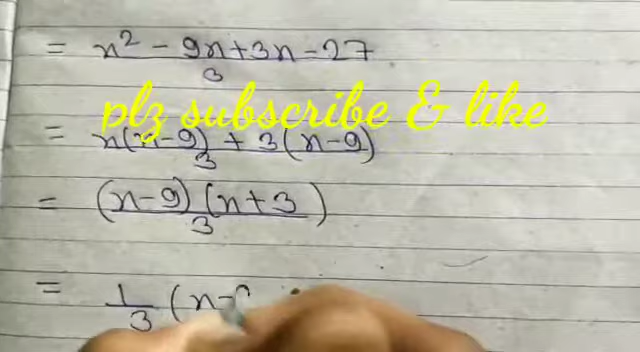 = x² - 9x + 3x - 27
3
plz subscribe & like
= x(x-9) + 3(x-9)
3
= (x-9)(x+3)
3
= 1/3 (x-